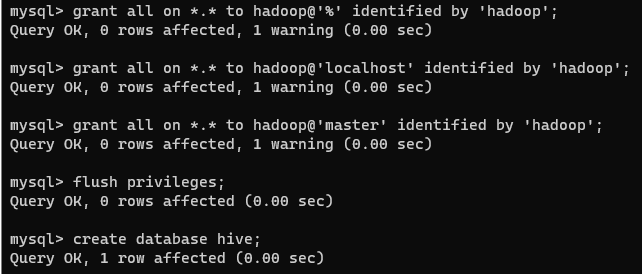 mysql> grant all on *.* to hadoop@'%' identified by 'hadoop';
Query OK, 0 rows affected, 1 warning (0.00 sec)
mysql> grant all on *.* to hadoop@'localhost' identified by 'hadoop';
Query OK, 0 rows affected, 1 warning (0.00 sec)
mysql> grant all on *.* to hadoop@'master' identified by 'hadoop';
Query OK, 0 rows affected, 1 warning (0.00 sec)
mysql> flush privileges;
Query OK, 0 rows affected (0.00 sec)
mysql> create database hive;
Query OK, 1 row affected (0.00 sec)